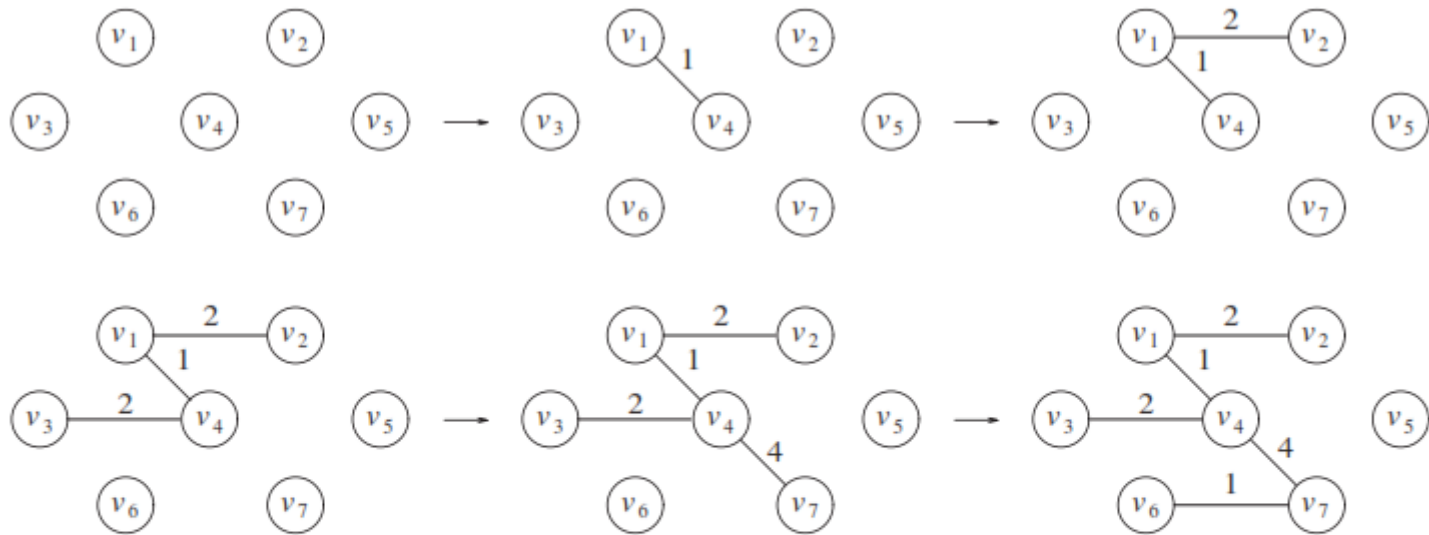 v1 v2 v1 v2 v1 2 v2
1 1
v3 v4 v5 v3 v4 v5 v3 v4 v5
v6 v7 v6 v7 v6 v7
v1 2 v2 v1 2 v2 v1 2 v2
1 1 1
v3 2 v4 v5 v3 2 v4 v5 v3 2 v4 v5
4 4
v6 v7 v6 v7 v6 1 v7